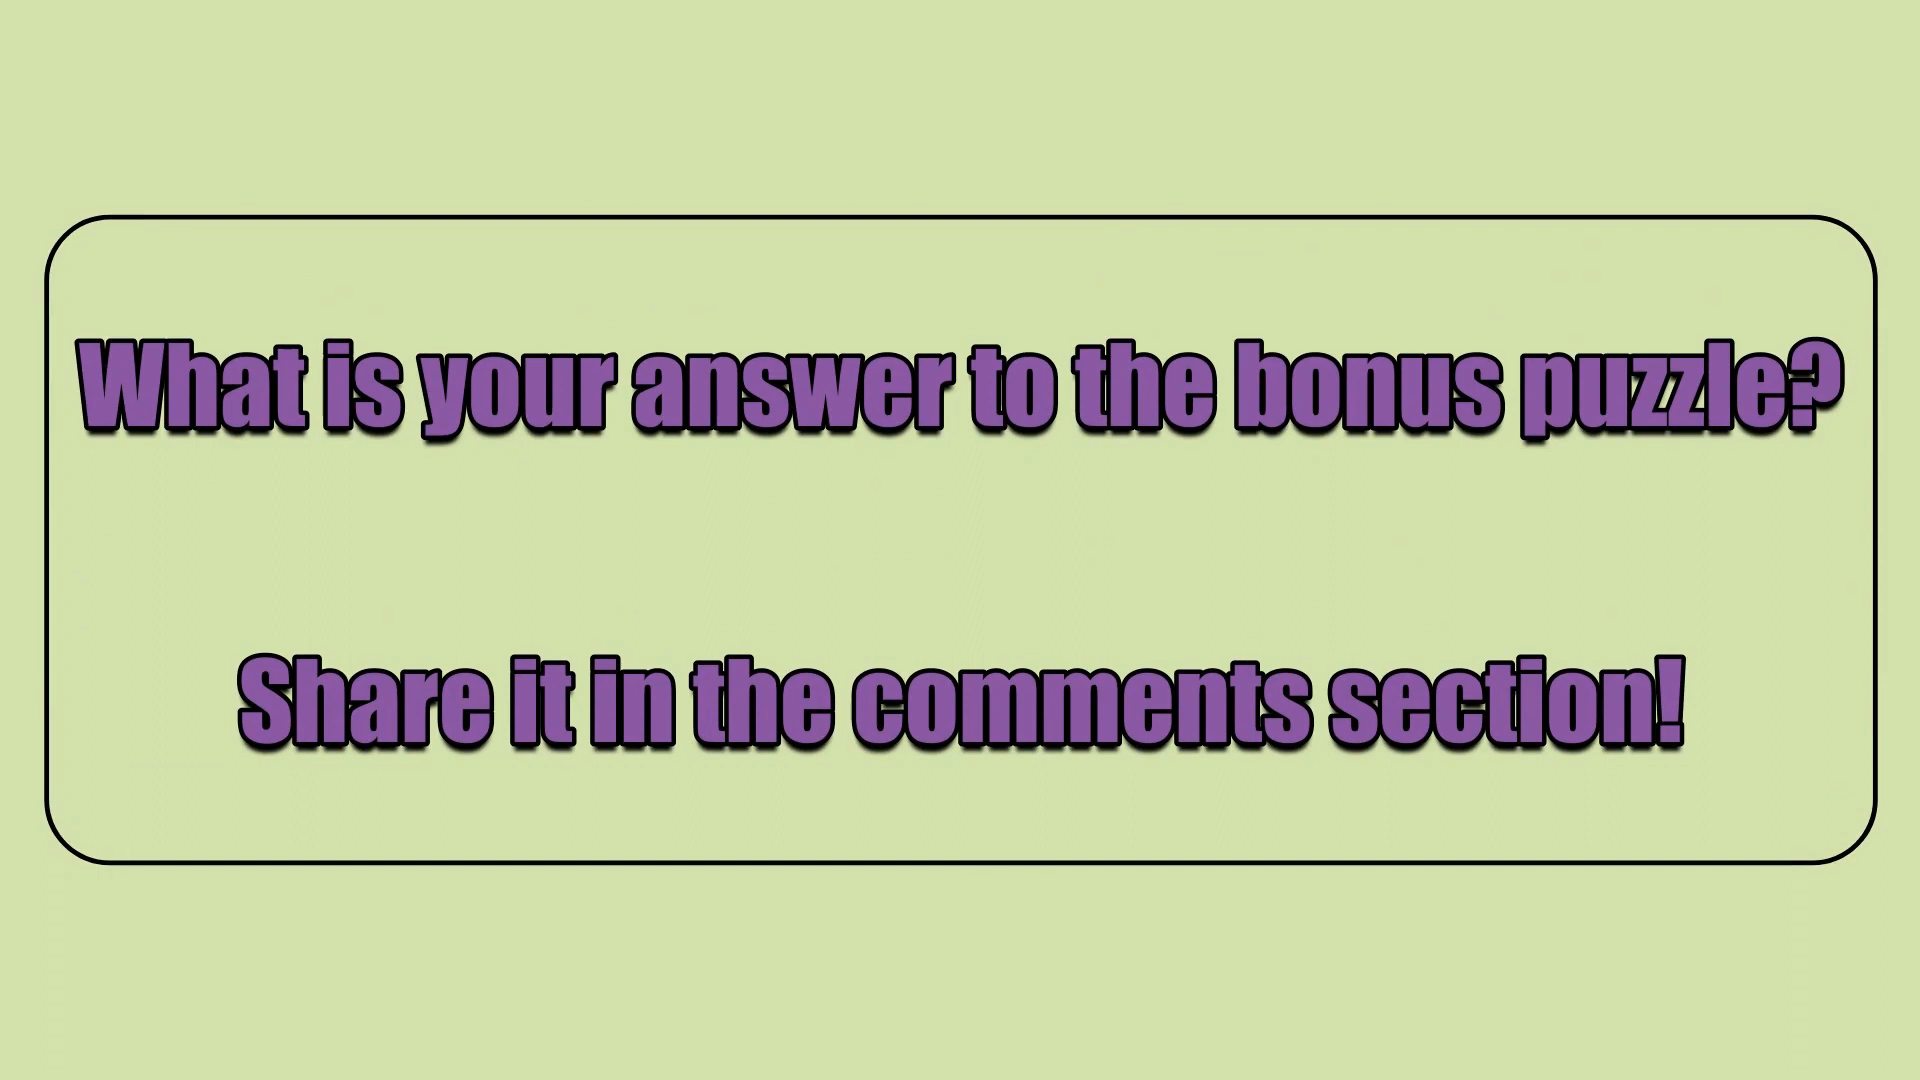 What is your answer to the bonus puzzle?
Share it in the comments section!